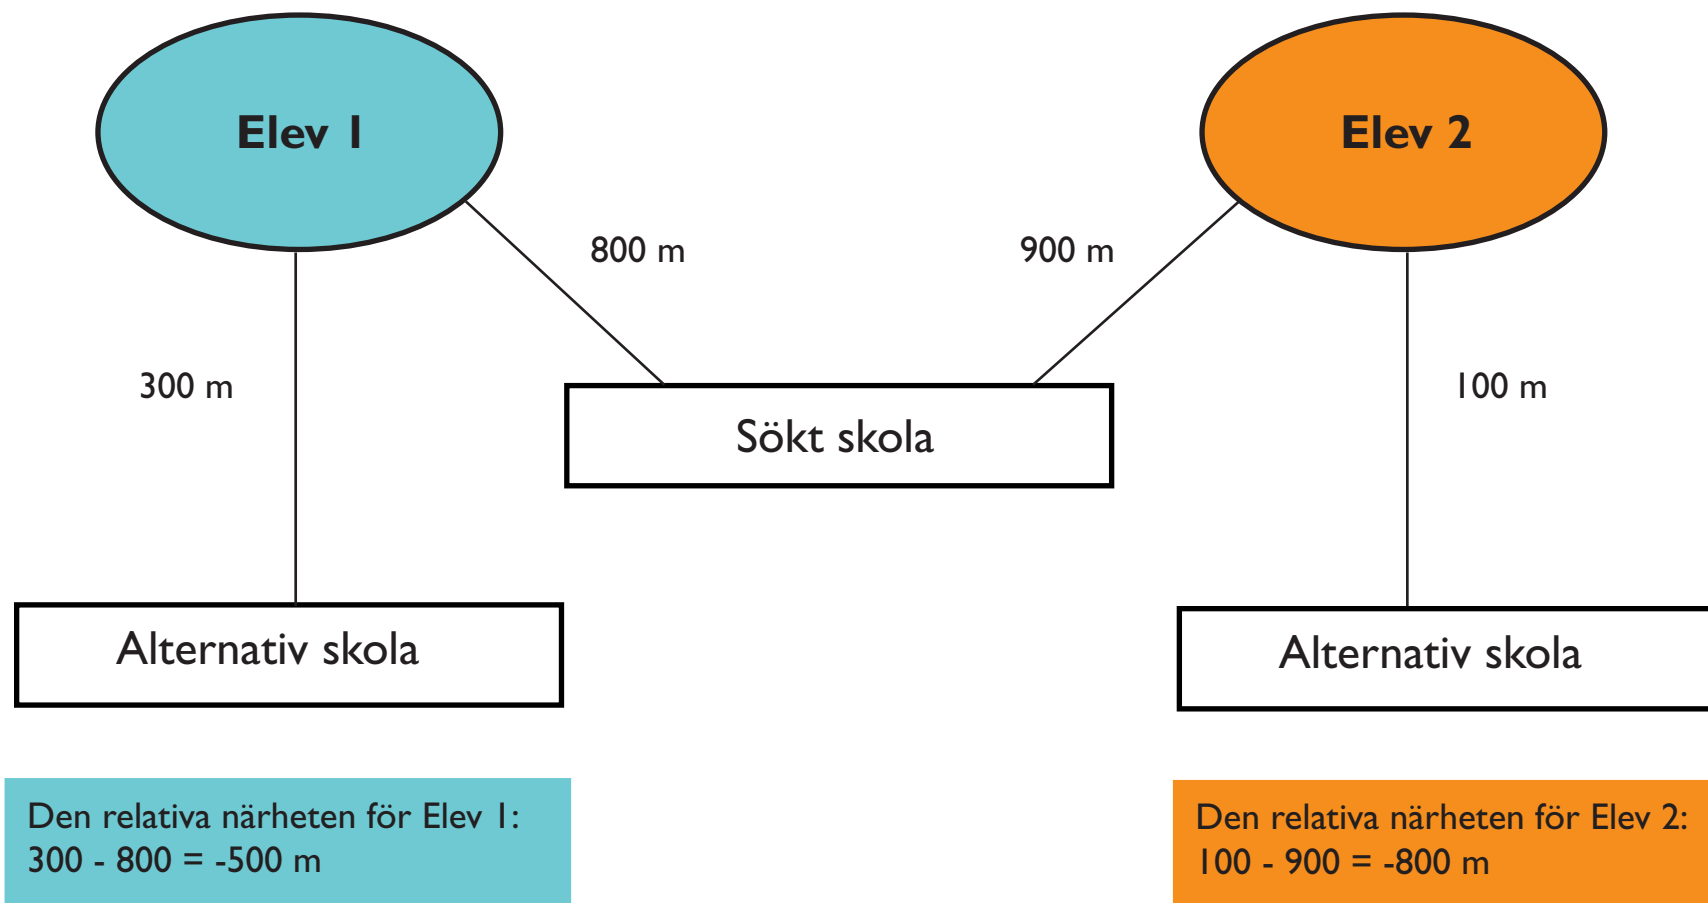 Elev 1
Elev 2
800 m
900 m
300 m
100 m
Sökt skola
Alternativ skola
Alternativ skola
Den relativa närheten för Elev 1:
300 - 800 = -500 m
Den relativa närheten för Elev 2:
100 - 900 = -800 m